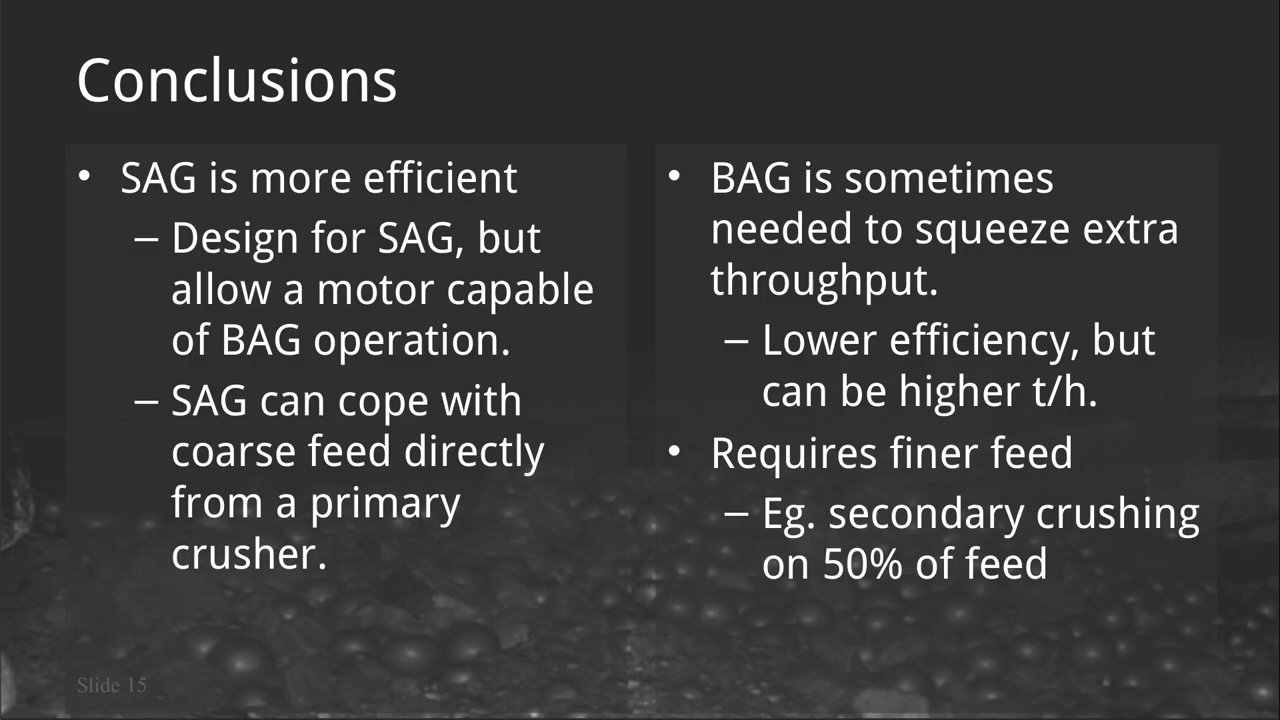 Conclusions
• SAG is more efficient
– Design for SAG, but
allow a motor capable
of BAG operation.
– SAG can cope with
coarse feed directly
from a primary
crusher.
• BAG is sometimes
needed to squeeze extra
throughput.
– Lower efficiency, but
can be higher t/h.
• Requires finer feed
– Eg. secondary crushing
on 50% of feed
Slide 15